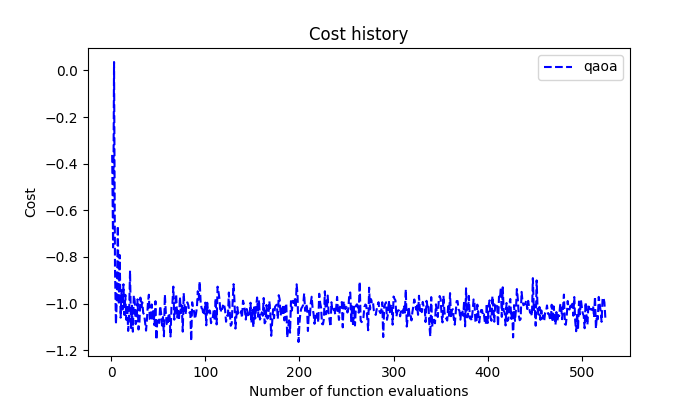 Cost history
qaoa
0.0
−0.2
−0.4
−0.6
−0.8
−1.0
−1.2
Cost
0 100 200 300 400 500
Number of function evaluations